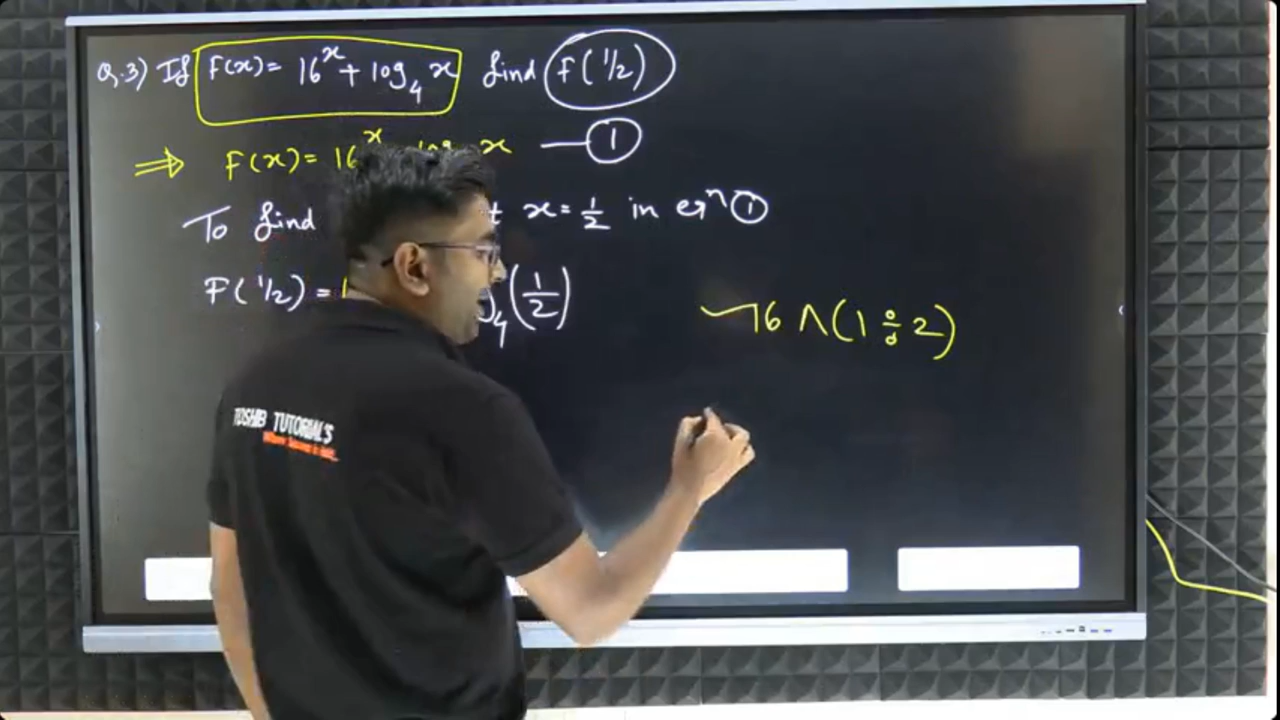 Q.3) If f(x) = 16^x + log_4 x find f(1/2)
⇒ F(x) = 16^x x — ①
To find x = 1/2 in eqⁿ ①
F(1/2) = (1/2)
16 ∧ (1 ÷ 2)
TOSHIB TUTORIAL'S